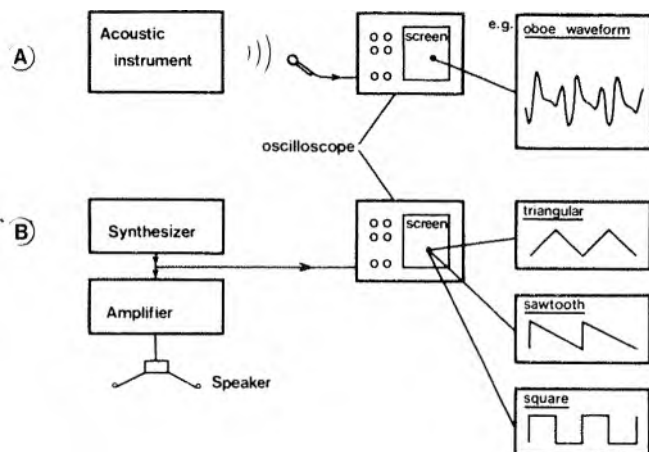 A)
Acoustic
instrument
screen
e.g.
oboe waveform
oscilloscope
B)
Synthesizer
Amplifier
Speaker
screen
triangular
sawtooth
square